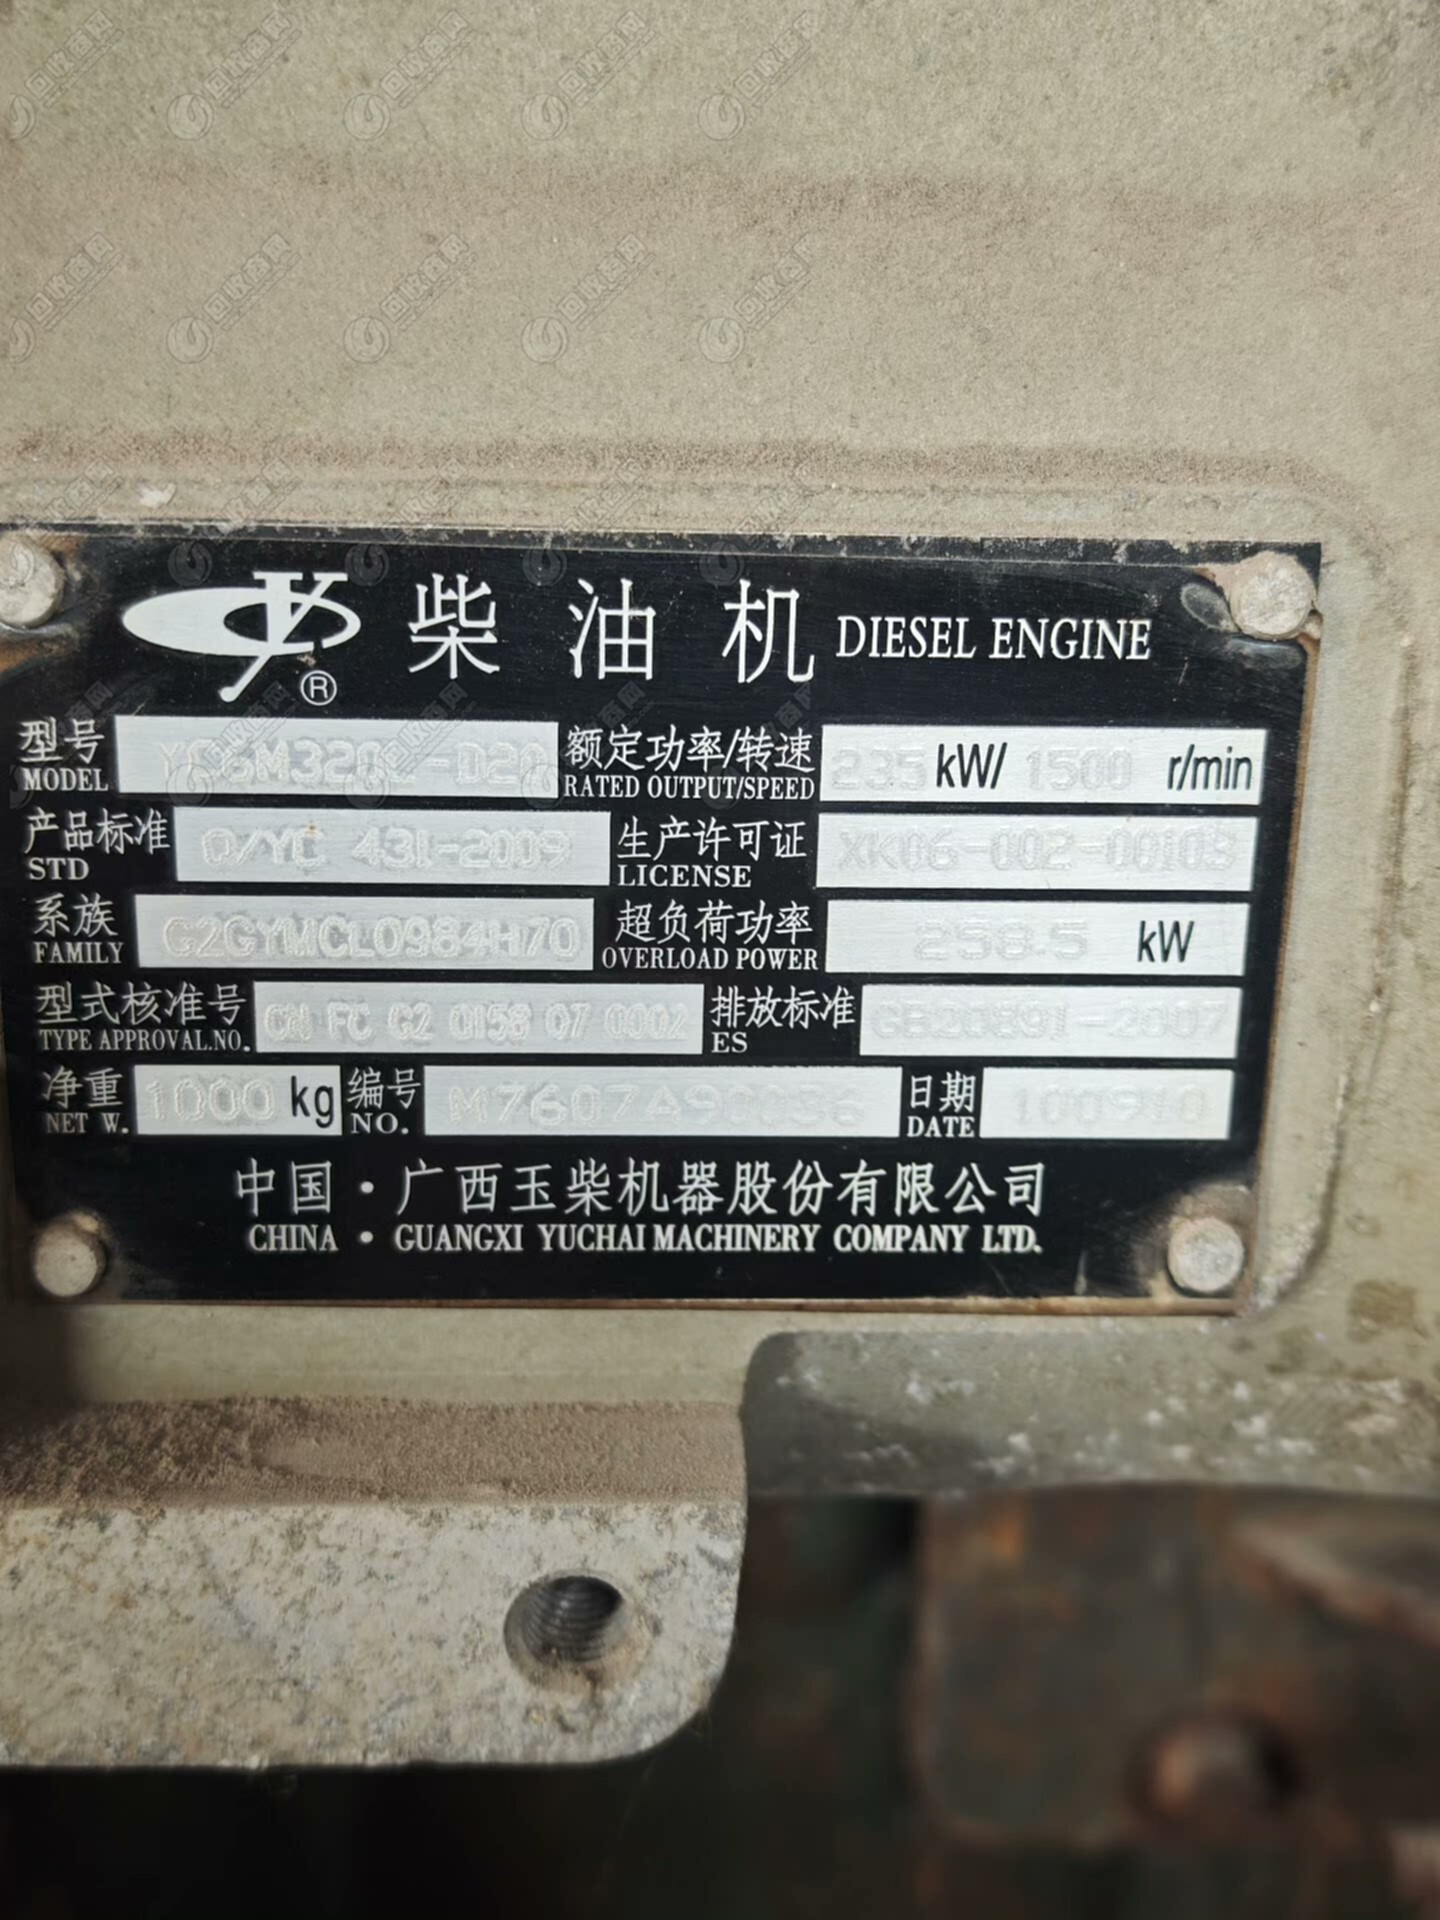 ® 柴油机 DIESEL ENGINE
型号 MODEL YC6M320L-D20 额定功率/转速 RATED OUTPUT/SPEED 235 kW/ 1500 r/min
产品标准 STD Q/YC 431-2009 生产许可证 LICENSE XK06-002-00103
系族 FAMILY G2GYMCL0984H70 超负荷功率 OVERLOAD POWER 258.5 kW
型式核准号 TYPE APPROVAL.NO. CN FC G2 0158 07 0002 排放标准 ES GB20891-2007
净重 NET W. 1000 kg 编号 NO. 日期 DATE 100910
中国·广西玉柴机器股份有限公司
CHINA · GUANGXI YUCHAI MACHINERY COMPANY LTD.